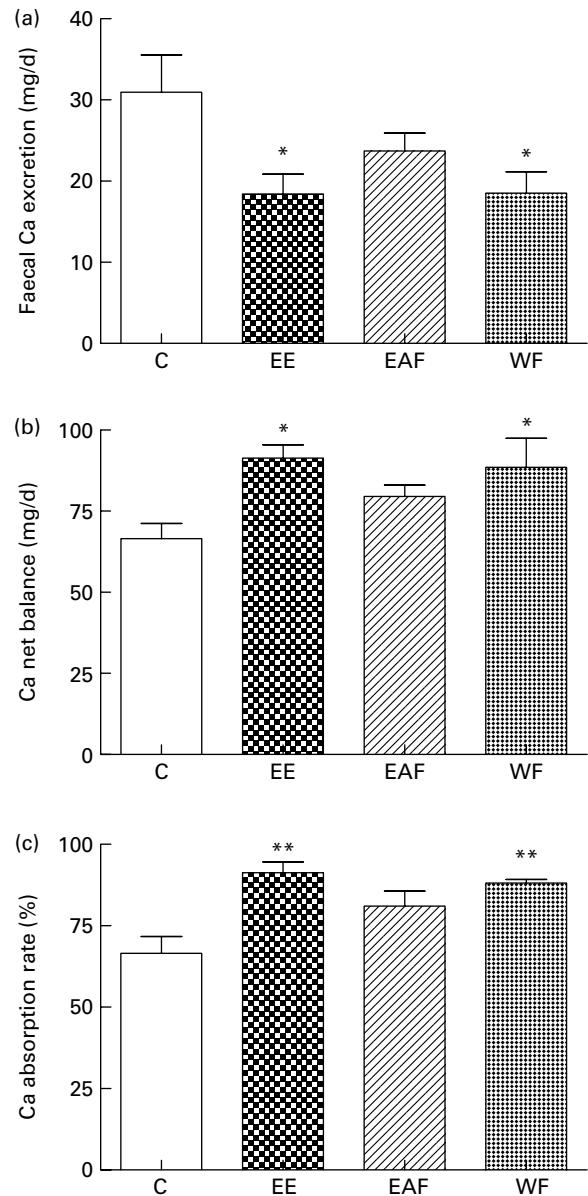 (a)
Faecal Ca excretion (mg/d)
40
30
20
10
0
*
*
C EE EAF WF
(b)
Ca net balance (mg/d)
100
75
50
25
0
*
*
C EE EAF WF
(c)
Ca absorption rate (%)
100
75
50
25
0
**
**
C EE EAF WF